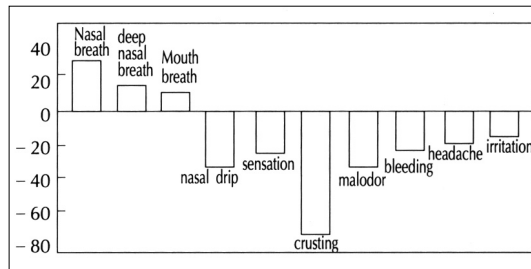 40
20
0
– 20
– 40
– 60
– 80
Nasal
breath
deep
nasal
breath
Mouth
breath
nasal drip
sensation
crusting
malodor
bleeding
headache
irritation